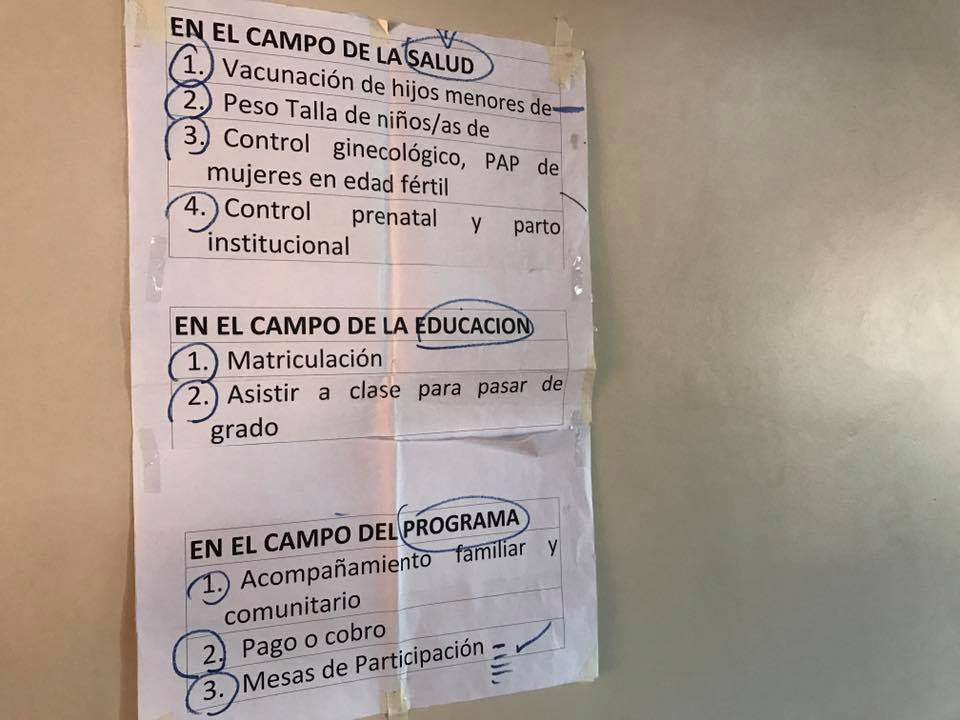 EN EL CAMPO DE LA SALUD
1. Vacunación de hijos menores de
2. Peso Talla de niños/as de
3. Control ginecológico, PAP de
mujeres en edad fértil
4. Control prenatal y parto
institucional
EN EL CAMPO DE LA EDUCACION
1. Matriculación
2. Asistir a clase para pasar de
grado
EN EL CAMPO DEL PROGRAMA
1. Acompañamiento familiar y
comunitario
2. Pago o cobro
3. Mesas de Participación